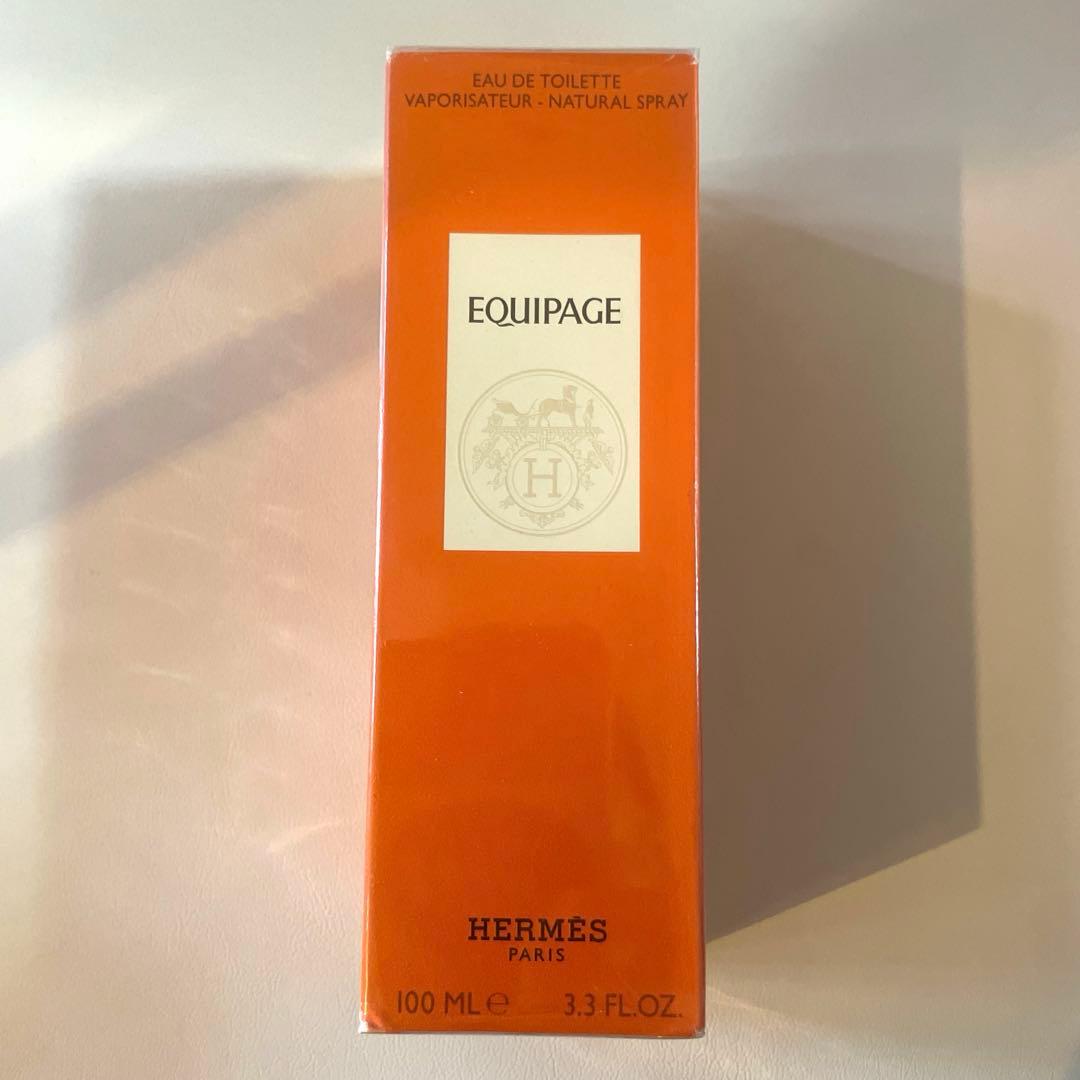 EAU DE TOILETTE
VAPORISATEUR - NATURAL SPRAY
EQUIPAGE
H
HERMÈS
PARIS
100 ML ℮ 3.3 FL.OZ.